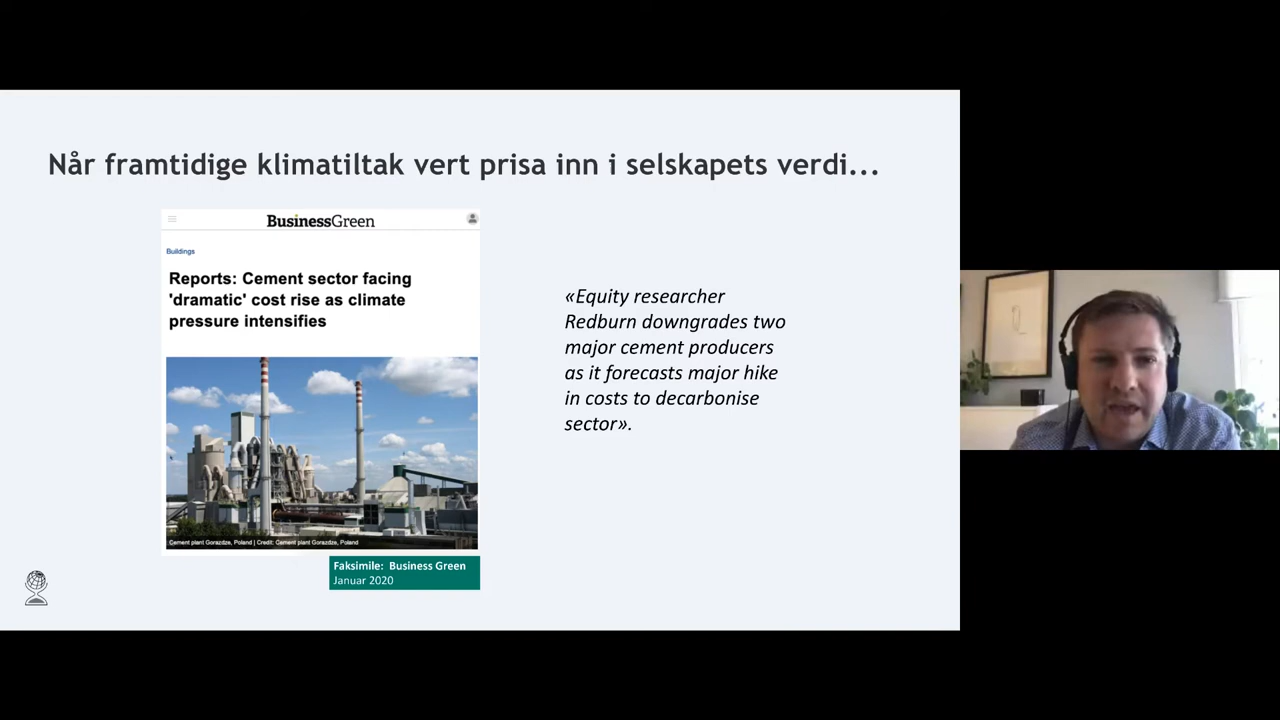 Når framtidige klimatiltak vert prisa inn i selskapets verdi...
BusinessGreen
Buildings
Reports: Cement sector facing
'dramatic' cost rise as climate
pressure intensifies
Cement plant Gorazdze, Poland | Credit: Cement plant Gorazdze, Poland
«Equity researcher
Redburn downgrades two
major cement producers
as it forecasts major hike
in costs to decarbonise
sector».
Faksimile: Business Green
Januar 2020